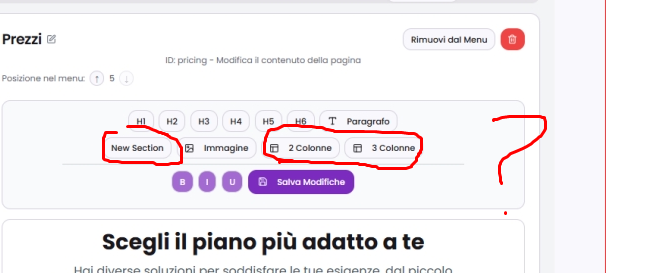 Prezzi
Rimuovi dal Menu
ID: pricing - Modifica il contenuto della pagina
Posizione nel menu: ↑ 5 ↓
H1 H2 H3 H4 H5 H6 T Paragrafo
New Section Immagine 2 Colonne 3 Colonne
B I U Salva Modifiche
?
Scegli il piano più adatto a te
Hai diverse soluzioni per soddisfare le tue esigenze, dal piccolo